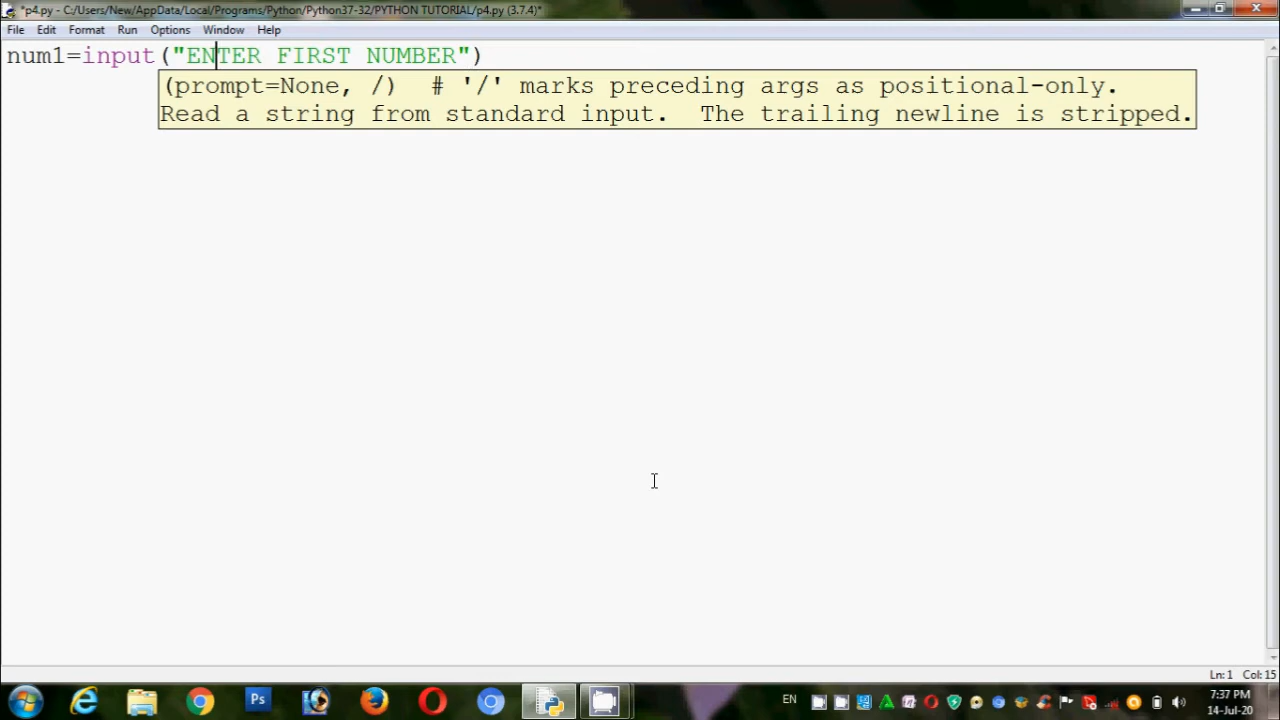 *p4.py - C:/Users/New/AppData/Local/Programs/Python/Python37-32/PYTHON TUTORIAL/p4.py (3.7.4)*
File Edit Format Run Options Window Help
num1=input("ENTER FIRST NUMBER")
(prompt=None, /)  # '/' marks preceding args as positional-only.
Read a string from standard input.  The trailing newline is stripped.
Ln: 1 Col: 15
Ps
EN
7:37 PM
14-Jul-20